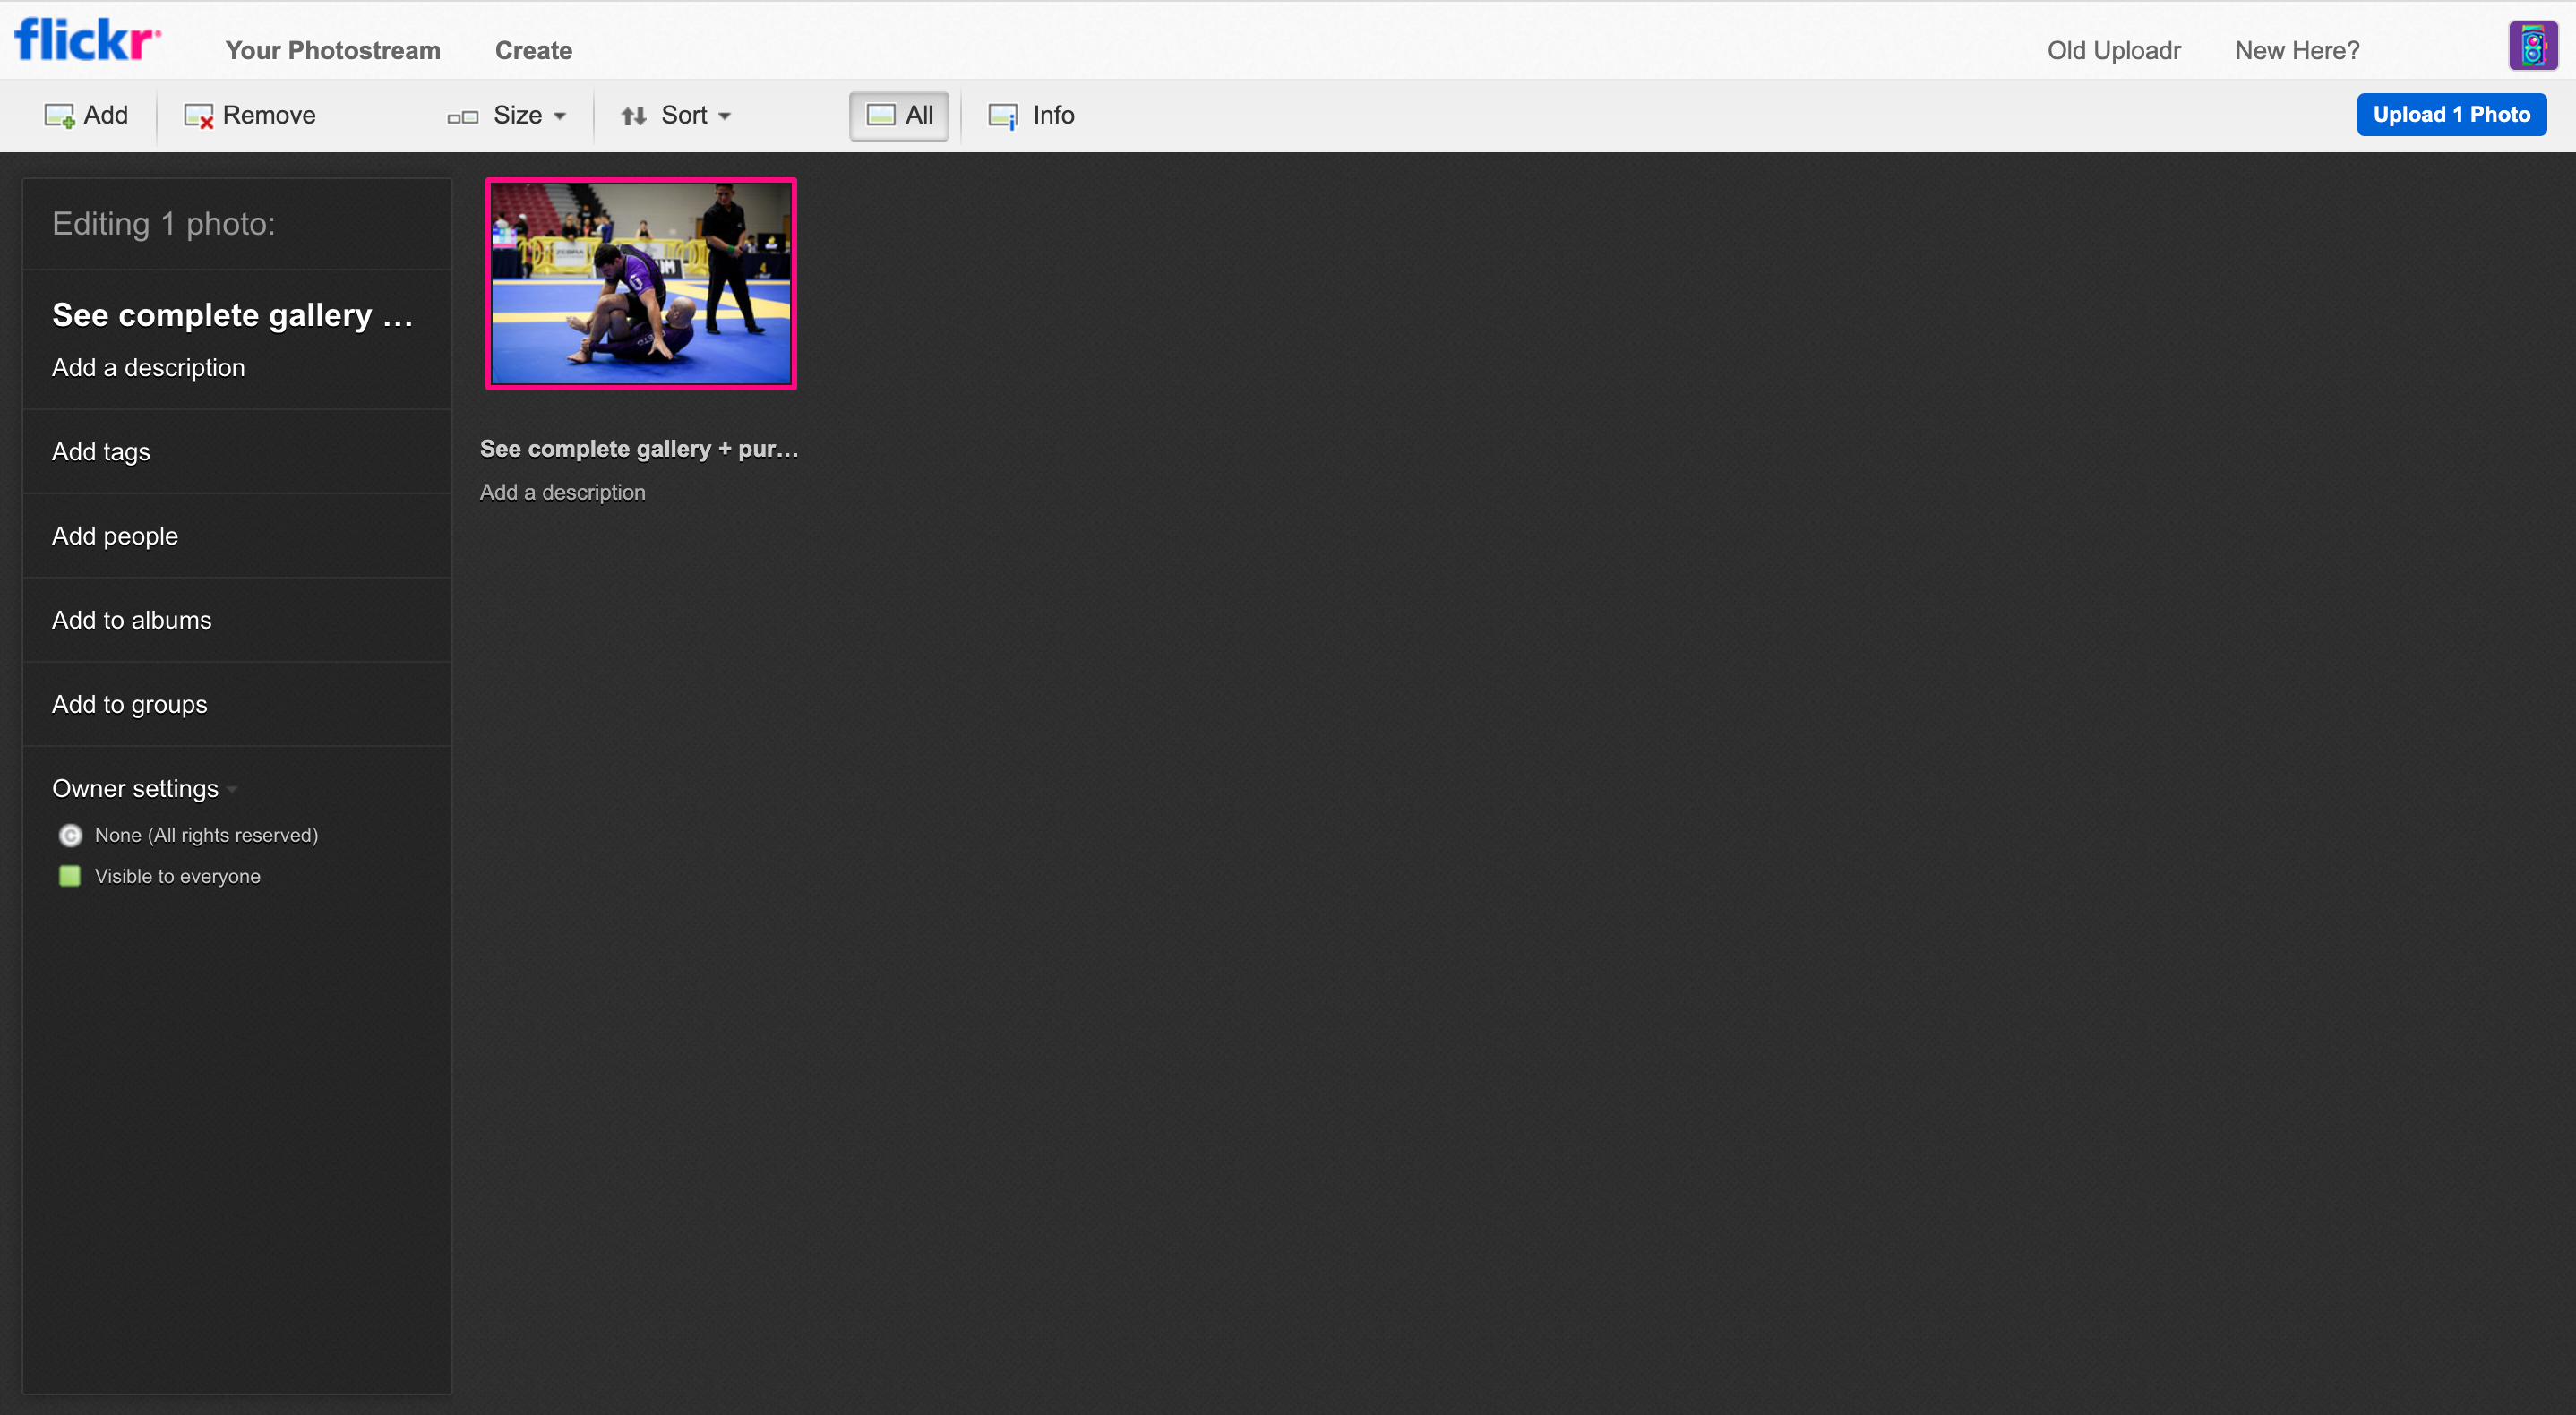 flickr
Your Photostream
Create
Old Uploadr
New Here?
Add
Remove
Size
Sort
All
Info
Upload 1 Photo
Editing 1 photo:
See complete gallery ...
Add a description
Add tags
Add people
Add to albums
Add to groups
Owner settings
None (All rights reserved)
Visible to everyone
See complete gallery + pur...
Add a description